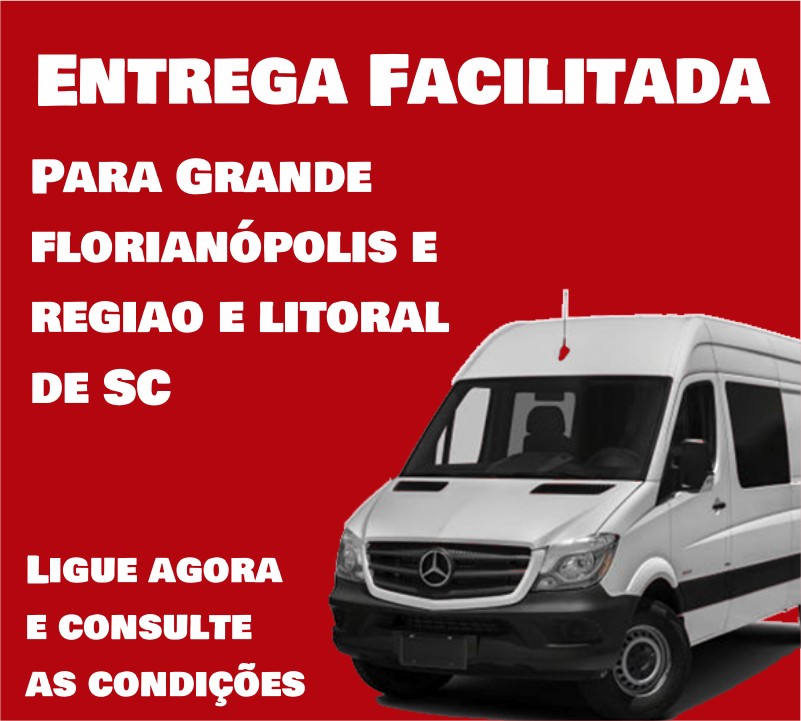 Entrega Facilitada
Para Grande
florianópolis e
regiao e litoral
de SC
Ligue agora
e consulte
as condições